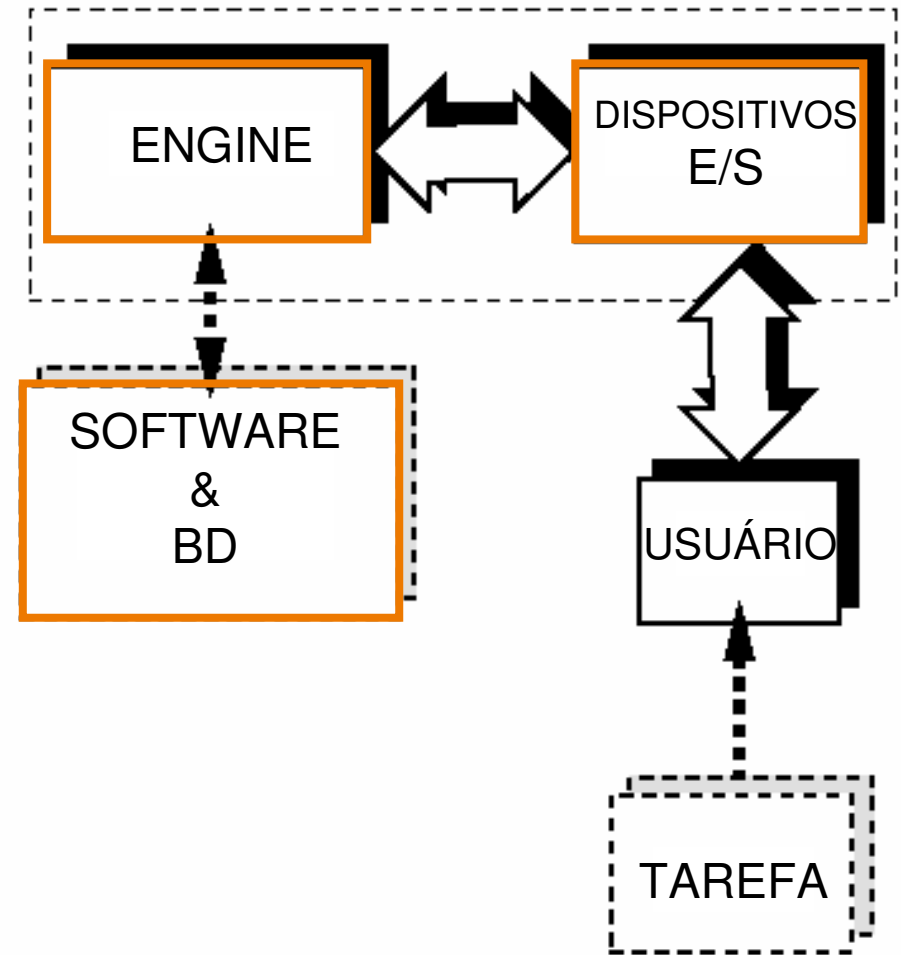 ENGINE
DISPOSITIVOS
E/S
SOFTWARE
&
BD
USUÁRIO
TAREFA